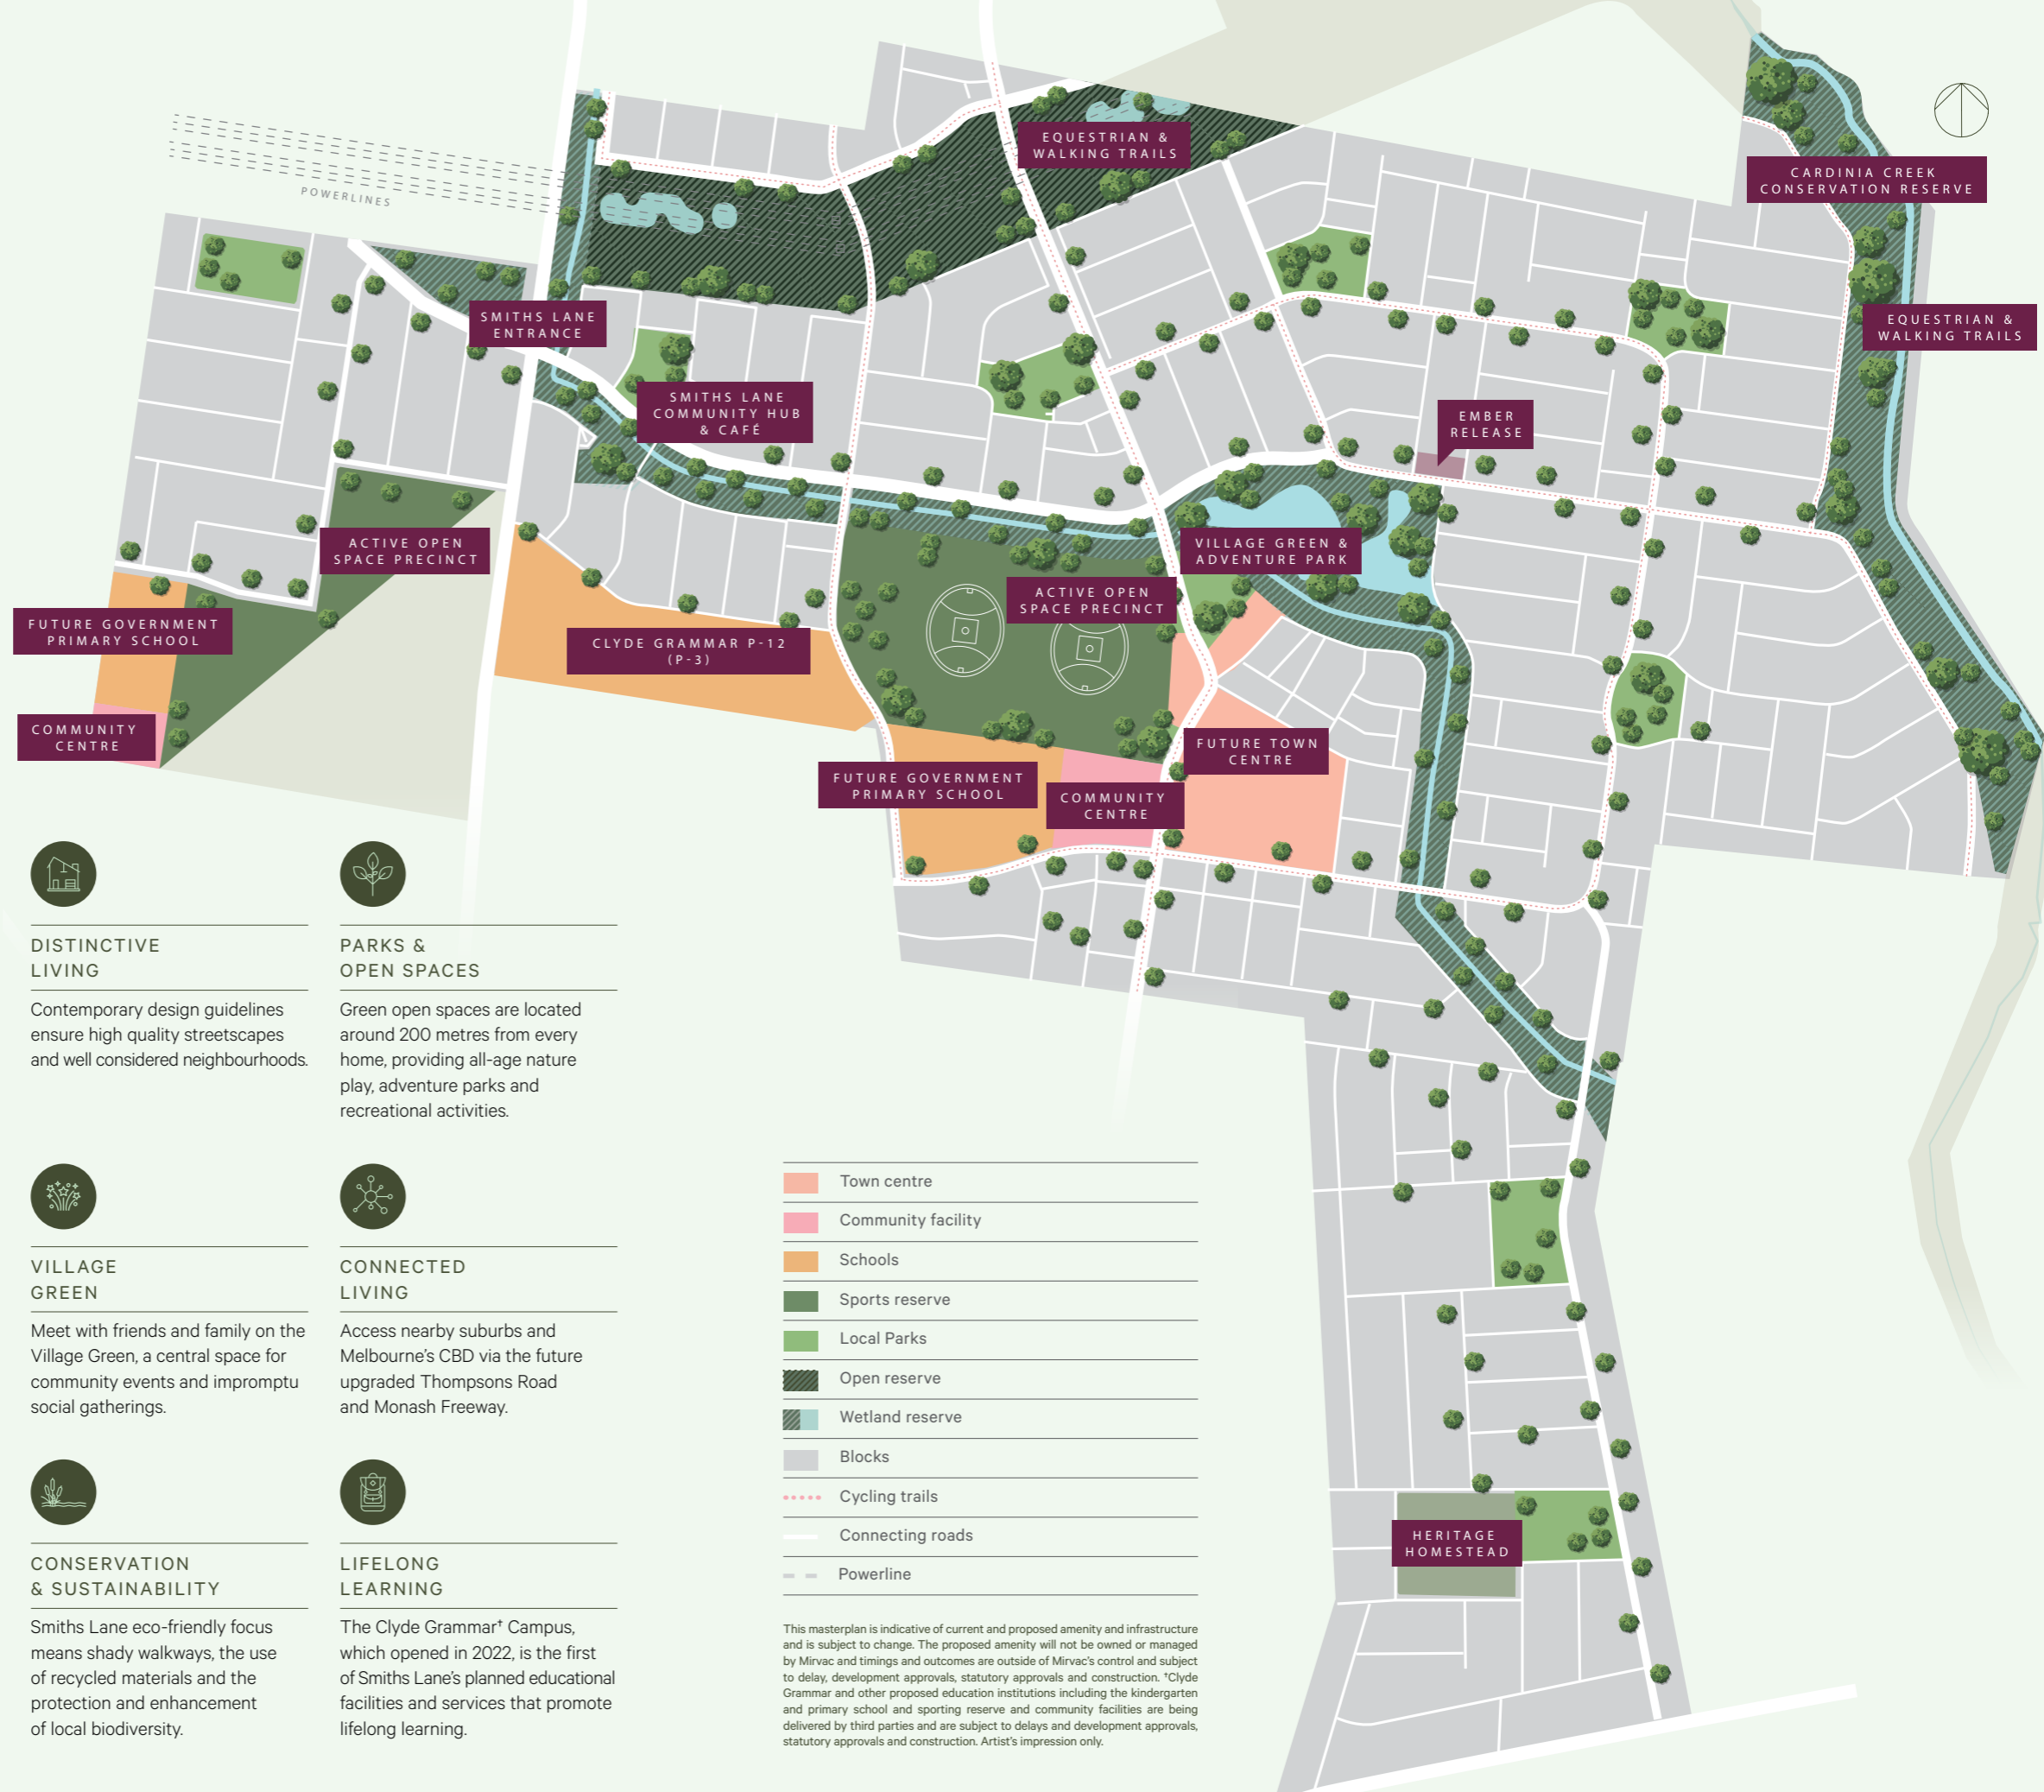 EQUESTRIAN &
WALKING TRAILS
CARDINIA CREEK
CONSERVATION RESERVE
POWERLINES
SMITHS LANE
ENTRANCE
EQUESTRIAN &
WALKING TRAILS
SMITHS LANE
COMMUNITY HUB
& CAFÉ
EMBER
RELEASE
ACTIVE OPEN
SPACE PRECINCT
VILLAGE GREEN &
ADVENTURE PARK
ACTIVE OPEN
SPACE PRECINCT
FUTURE GOVERNMENT
PRIMARY SCHOOL
CLYDE GRAMMAR P-12
(P-3)
COMMUNITY
CENTRE
FUTURE TOWN
CENTRE
FUTURE GOVERNMENT
PRIMARY SCHOOL
COMMUNITY
CENTRE
HERITAGE
HOMESTEAD
DISTINCTIVE
LIVING
Contemporary design guidelines
ensure high quality streetscapes
and well considered neighbourhoods.
PARKS &
OPEN SPACES
Green open spaces are located
around 200 metres from every
home, providing all-age nature
play, adventure parks and
recreational activities.
VILLAGE
GREEN
Meet with friends and family on the
Village Green, a central space for
community events and impromptu
social gatherings.
CONNECTED
LIVING
Access nearby suburbs and
Melbourne's CBD via the future
upgraded Thompsons Road
and Monash Freeway.
CONSERVATION
& SUSTAINABILITY
Smiths Lane eco-friendly focus
means shady walkways, the use
of recycled materials and the
protection and enhancement
of local biodiversity.
LIFELONG
LEARNING
The Clyde Grammar† Campus,
which opened in 2022, is the first
of Smiths Lane's planned educational
facilities and services that promote
lifelong learning.
Town centre
Community facility
Schools
Sports reserve
Local Parks
Open reserve
Wetland reserve
Blocks
Cycling trails
Connecting roads
Powerline
This masterplan is indicative of current and proposed amenity and infrastructure
and is subject to change. The proposed amenity will not be owned or managed
by Mirvac and timings and outcomes are outside of Mirvac's control and subject
to delay, development approvals, statutory approvals and construction. †Clyde
Grammar and other proposed education institutions including the kindergarten
and primary school and sporting reserve and community facilities are being
delivered by third parties and are subject to delays and development approvals,
statutory approvals and construction. Artist's impression only.